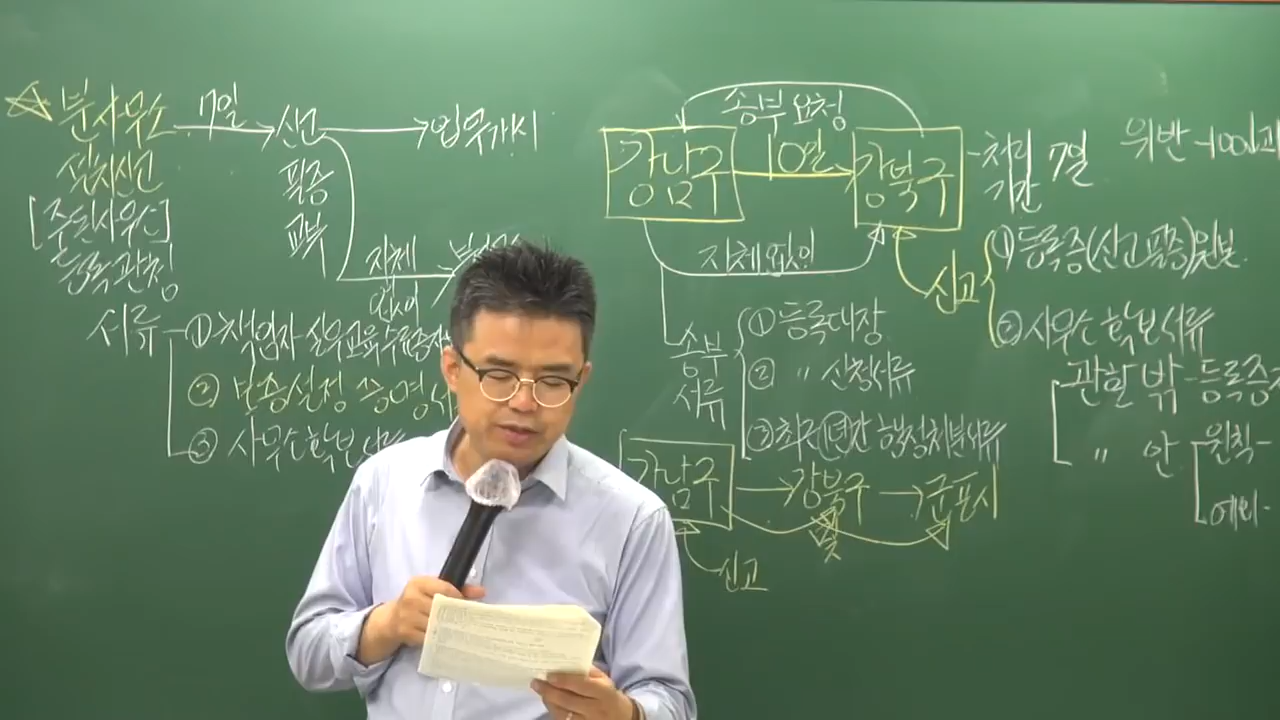 분사무소 7일 신고 업무개시
설치신고 필증
[주된사무소] 교부
등록관청 지체
없이
서류 ① 책임자 실무교육수료증
② 보증설정 증명서
③ 사무소확보서류
송부 요청
강남구 10일 강북구
처리 7일
기간
위반-100
지체 없이
신고
① 등록증(신고필증)원본
② 사무소 확보서류
송부
서류
① 등록대장
② 〃 신청서류
③ 최근 1년간 행정처분서류
관할 밖-등록증
〃 안
원칙-
예외-
강남구 강북구 군포시
신고